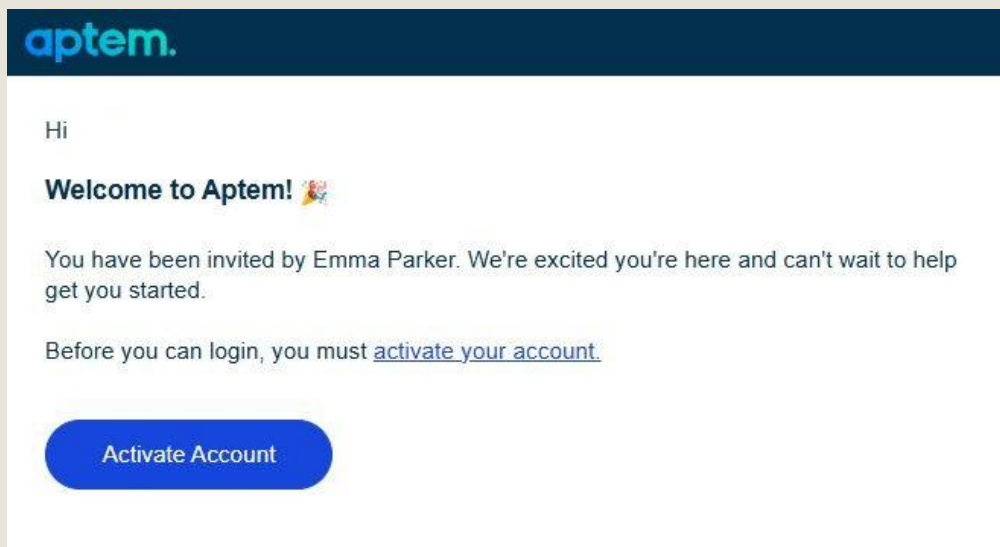 aptem.
Hi
Welcome to Aptem! 🎉
You have been invited by Emma Parker. We're excited you're here and can't wait to help
get you started.
Before you can login, you must activate your account.
Activate Account